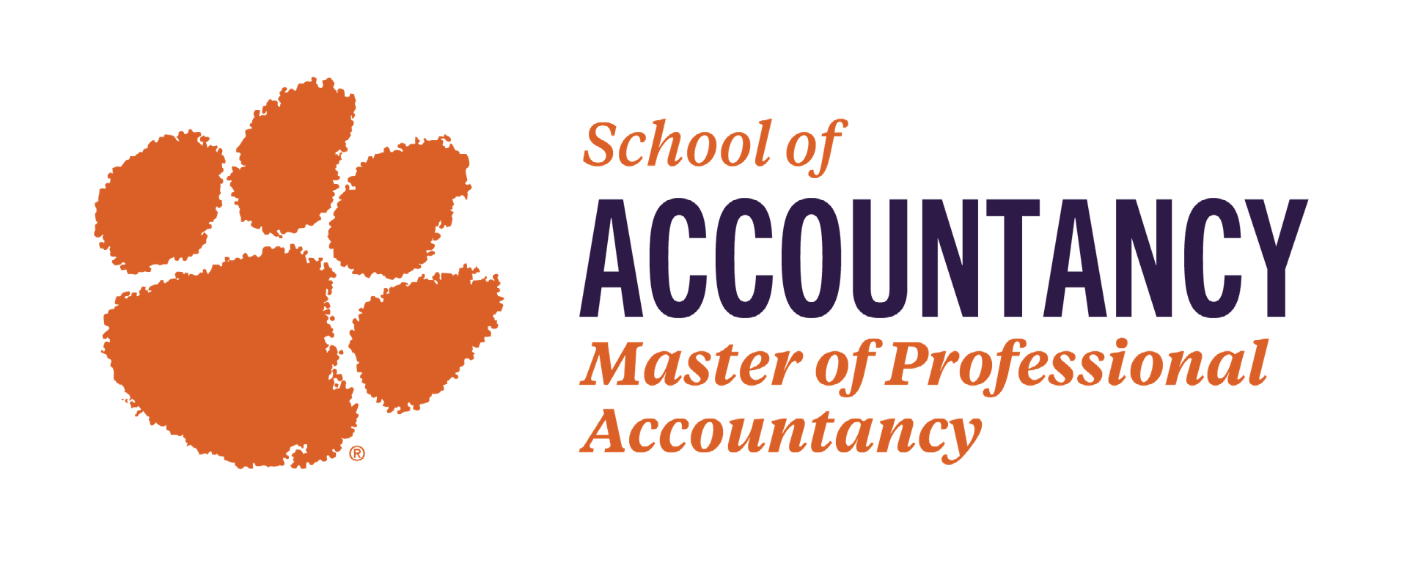 School of
ACCOUNTANCY
Master of Professional
Accountancy
®